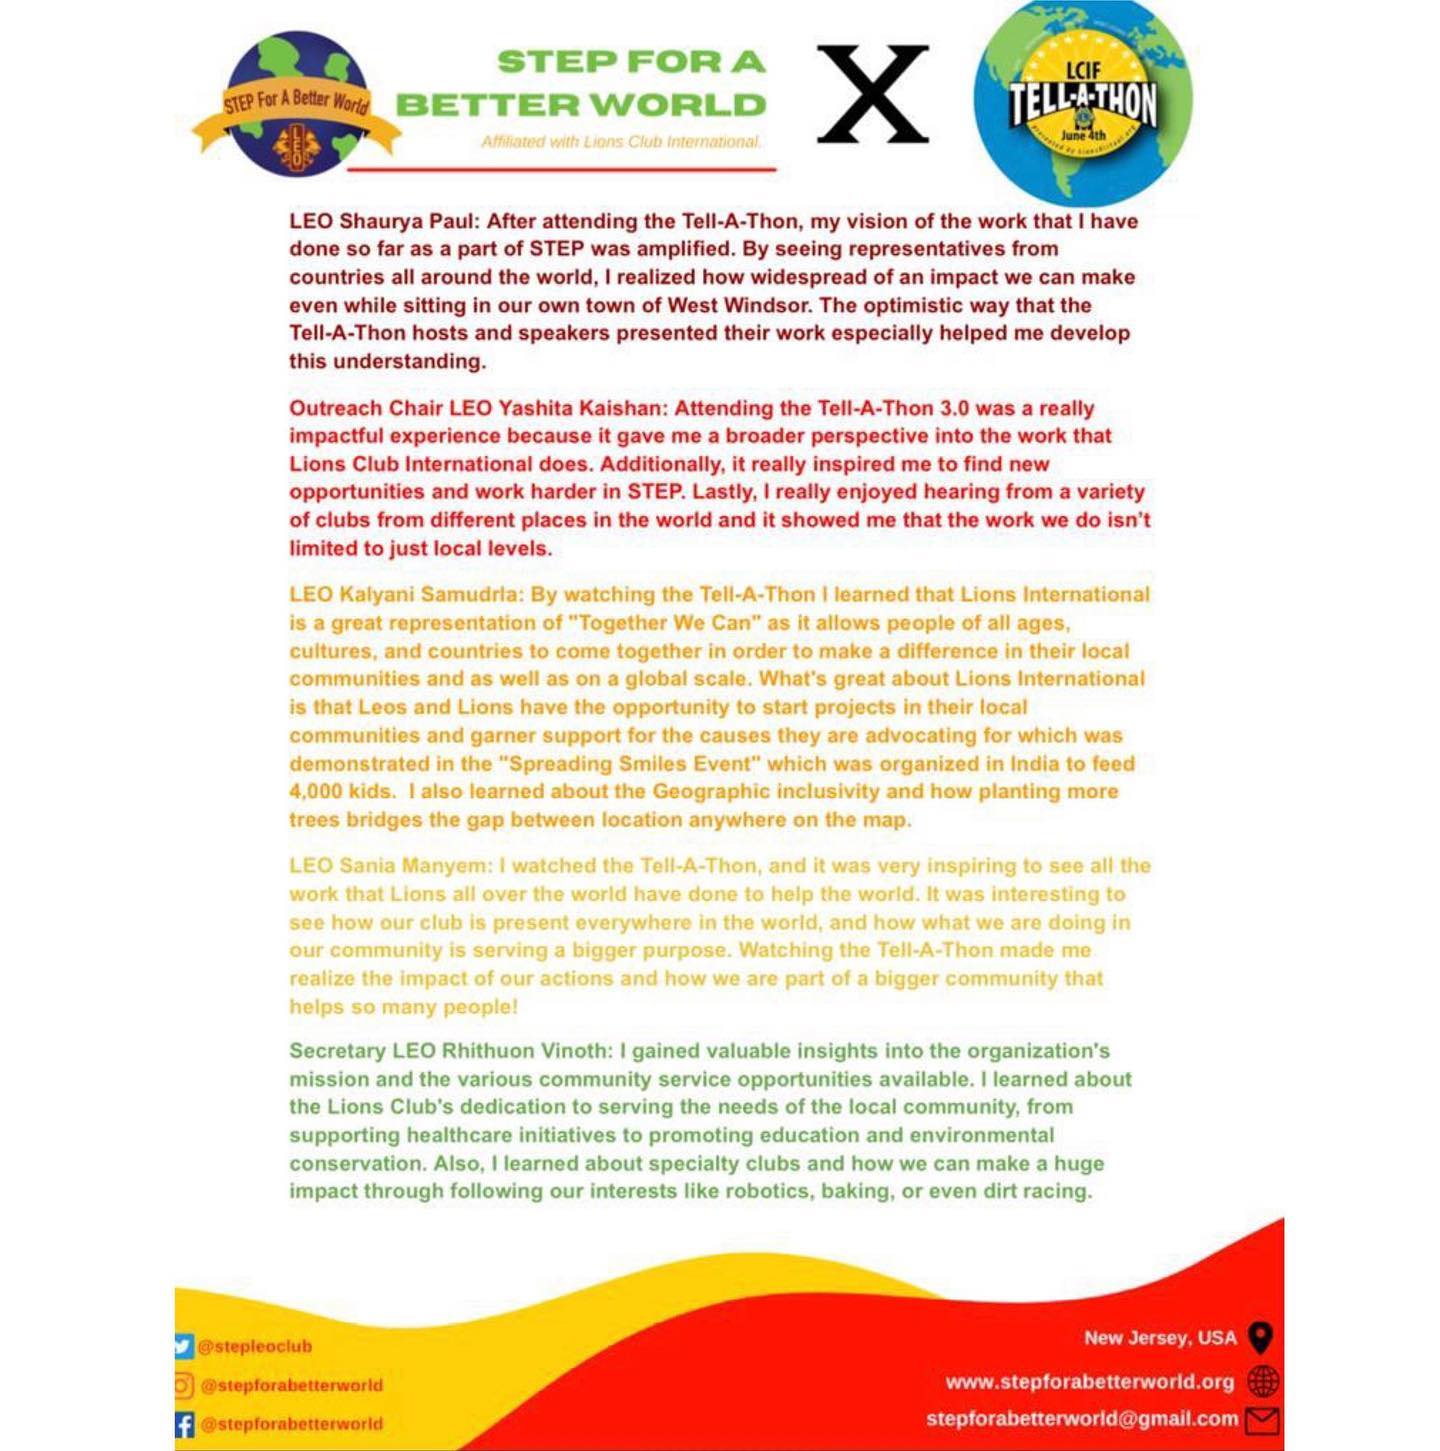 STEP For A Better World
LEO
STEP FOR A
BETTER WORLD
Affiliated with Lions Club International.
X
LCIF
TELL-A-THON
June 4th
LEO Shaurya Paul: After attending the Tell-A-Thon, my vision of the work that I have
done so far as a part of STEP was amplified. By seeing representatives from
countries all around the world, I realized how widespread of an impact we can make
even while sitting in our own town of West Windsor. The optimistic way that the
Tell-A-Thon hosts and speakers presented their work especially helped me develop
this understanding.
Outreach Chair LEO Yashita Kaishan: Attending the Tell-A-Thon 3.0 was a really
impactful experience because it gave me a broader perspective into the work that
Lions Club International does. Additionally, it really inspired me to find new
opportunities and work harder in STEP. Lastly, I really enjoyed hearing from a variety
of clubs from different places in the world and it showed me that the work we do isn't
limited to just local levels.
LEO Kalyani Samudrla: By watching the Tell-A-Thon I learned that Lions International
is a great representation of "Together We Can" as it allows people of all ages,
cultures, and countries to come together in order to make a difference in their local
communities and as well as on a global scale. What's great about Lions International
is that Leos and Lions have the opportunity to start projects in their local
communities and garner support for the causes they are advocating for which was
demonstrated in the "Spreading Smiles Event" which was organized in India to feed
4,000 kids.  I also learned about the Geographic inclusivity and how planting more
trees bridges the gap between location anywhere on the map.
LEO Sania Manyem: I watched the Tell-A-Thon, and it was very inspiring to see all the
work that Lions all over the world have done to help the world. It was interesting to
see how our club is present everywhere in the world, and how what we are doing in
our community is serving a bigger purpose. Watching the Tell-A-Thon made me
realize the impact of our actions and how we are part of a bigger community that
helps so many people!
Secretary LEO Rhithuon Vinoth: I gained valuable insights into the organization's
mission and the various community service opportunities available. I learned about
the Lions Club's dedication to serving the needs of the local community, from
supporting healthcare initiatives to promoting education and environmental
conservation. Also, I learned about specialty clubs and how we can make a huge
impact through following our interests like robotics, baking, or even dirt racing.
@stepleoclub
@stepforabetterworld
@stepforabetterworld
New Jersey, USA
www.stepforabetterworld.org
stepforabetterworld@gmail.com